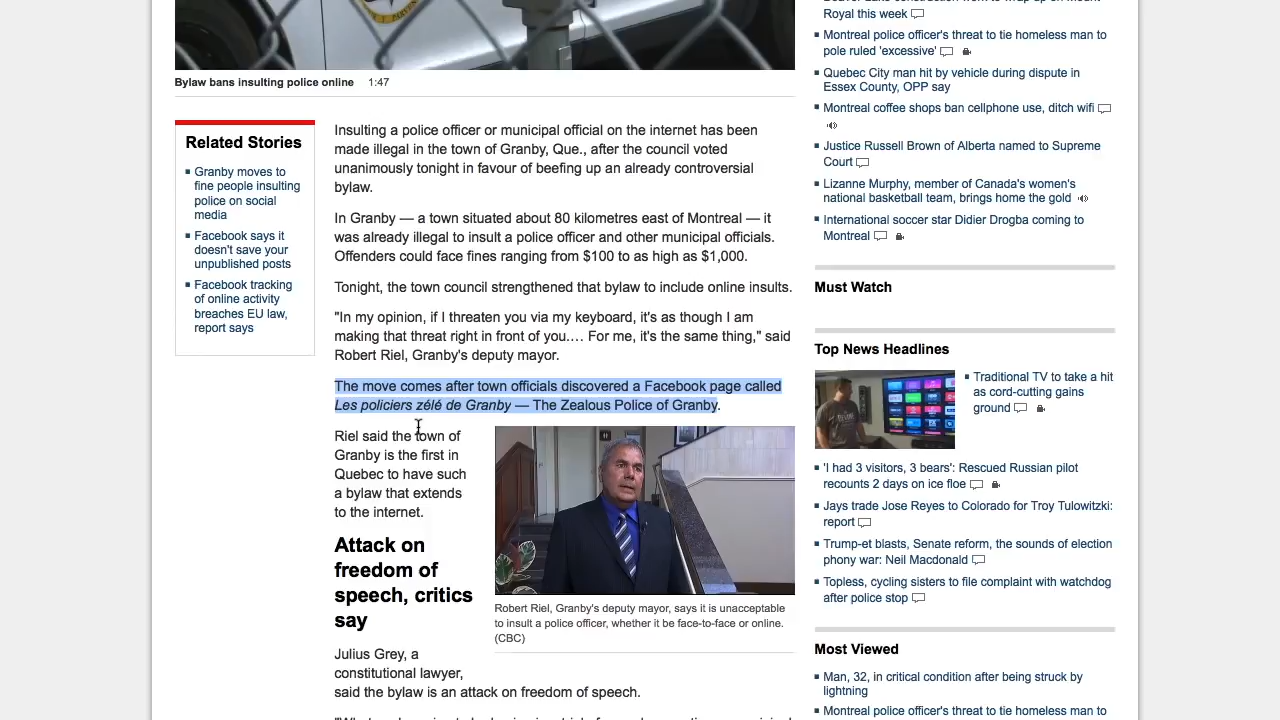 Bylaw bans insulting police online 1:47
Related Stories
Granby moves to
fine people insulting
police on social
media
Facebook says it
doesn't save your
unpublished posts
Facebook tracking
of online activity
breaches EU law,
report says
Insulting a police officer or municipal official on the internet has been
made illegal in the town of Granby, Que., after the council voted
unanimously tonight in favour of beefing up an already controversial
bylaw.
In Granby — a town situated about 80 kilometres east of Montreal — it
was already illegal to insult a police officer and other municipal officials.
Offenders could face fines ranging from $100 to as high as $1,000.
Tonight, the town council strengthened that bylaw to include online insults.
"In my opinion, if I threaten you via my keyboard, it's as though I am
making that threat right in front of you.... For me, it's the same thing," said
Robert Riel, Granby's deputy mayor.
The move comes after town officials discovered a Facebook page called
Les policiers zélé de Granby — The Zealous Police of Granby.
Riel said the town of
Granby is the first in
Quebec to have such
a bylaw that extends
to the internet.
Robert Riel, Granby's deputy mayor, says it is unacceptable
to insult a police officer, whether it be face-to-face or online.
(CBC)
Attack on
freedom of
speech, critics
say
Julius Grey, a
constitutional lawyer,
said the bylaw is an attack on freedom of speech.
Royal this week
Montreal police officer's threat to tie homeless man to
pole ruled 'excessive'
Quebec City man hit by vehicle during dispute in
Essex County, OPP say
Montreal coffee shops ban cellphone use, ditch wifi
Justice Russell Brown of Alberta named to Supreme
Court
Lizanne Murphy, member of Canada's women's
national basketball team, brings home the gold
International soccer star Didier Drogba coming to
Montreal
Must Watch
Top News Headlines
Traditional TV to take a hit
as cord-cutting gains
ground
'I had 3 visitors, 3 bears': Rescued Russian pilot
recounts 2 days on ice floe
Jays trade Jose Reyes to Colorado for Troy Tulowitzki:
report
Trump-et blasts, Senate reform, the sounds of election
phony war: Neil Macdonald
Topless, cycling sisters to file complaint with watchdog
after police stop
Most Viewed
Man, 32, in critical condition after being struck by
lightning
Montreal police officer's threat to tie homeless man to